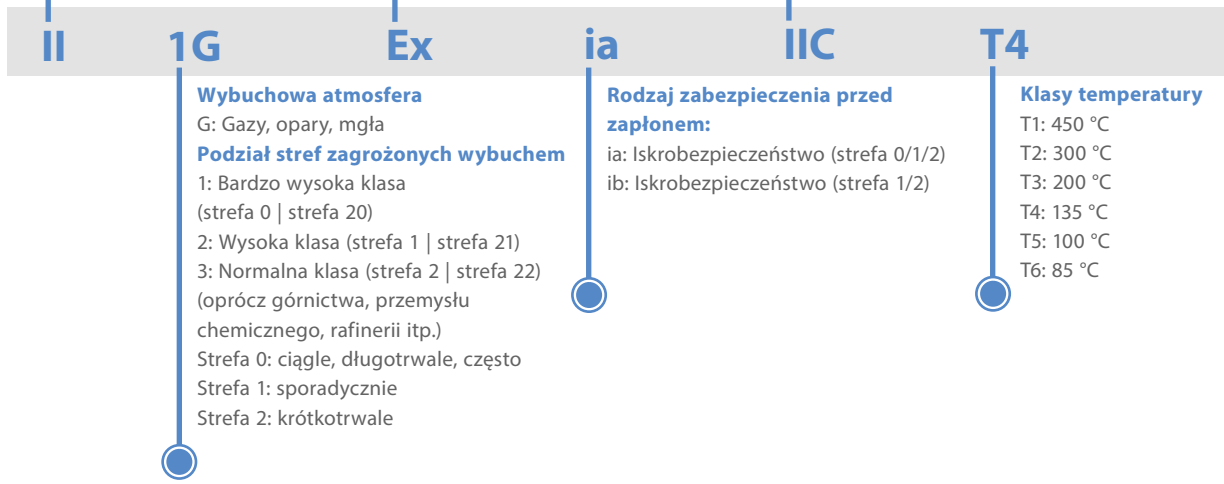 II 1G Ex ia IIC T4
Wybuchowa atmosfera
G: Gazy, opary, mgła
Podział stref zagrożonych wybuchem
1: Bardzo wysoka klasa
(strefa 0 | strefa 20)
2: Wysoka klasa (strefa 1 | strefa 21)
3: Normalna klasa (strefa 2 | strefa 22)
(oprócz górnictwa, przemysłu
chemicznego, rafinerii itp.)
Strefa 0: ciągle, długotrwale, często
Strefa 1: sporadycznie
Strefa 2: krótkotrwale
Rodzaj zabezpieczenia przed
zapłonem:
ia: Iskrobezpieczeństwo (strefa 0/1/2)
ib: Iskrobezpieczeństwo (strefa 1/2)
Klasy temperatury
T1: 450 °C
T2: 300 °C
T3: 200 °C
T4: 135 °C
T5: 100 °C
T6: 85 °C